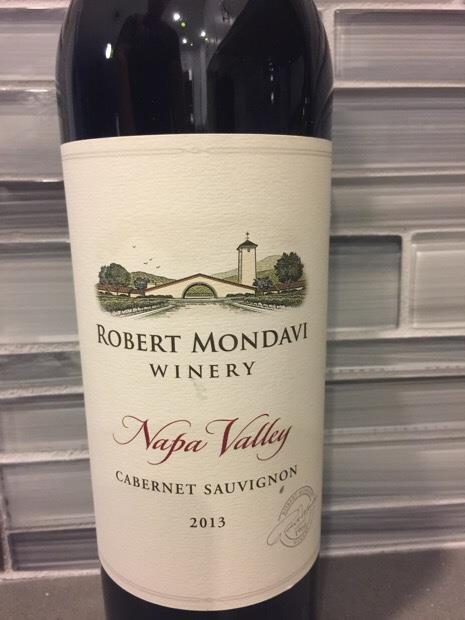 ROBERT MONDAVI
WINERY
Napa Valley
CABERNET SAUVIGNON
2013